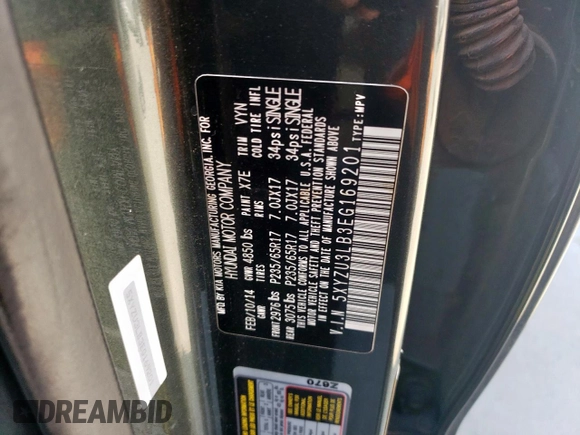 MFD BY KIA MOTORS MANUFACTURING GEORGIA, INC. FOR
HYUNDAI MOTOR COMPANY
FEB/10/14 GVWR 4850 lbs PAINT X7E TRIM VYN
GAWR TIRES RIMS COLD TIRE INFL
FRONT 2976 lbs P235/65R17 7.0JX17 34psi SINGLE
REAR 3075 lbs P235/65R17 7.0JX17 34psi SINGLE
THIS VEHICLE CONFORMS TO ALL APPLICABLE U.S.A. FEDERAL
MOTOR VEHICLE SAFETY AND THEFT PREVENTION STANDARDS
IN EFFECT ON THE DATE OF MANUFACTURE SHOWN ABOVE
V.I.N 5XYZU3LB3EG169201 TYPE:MPV
Z670
DREAMBID